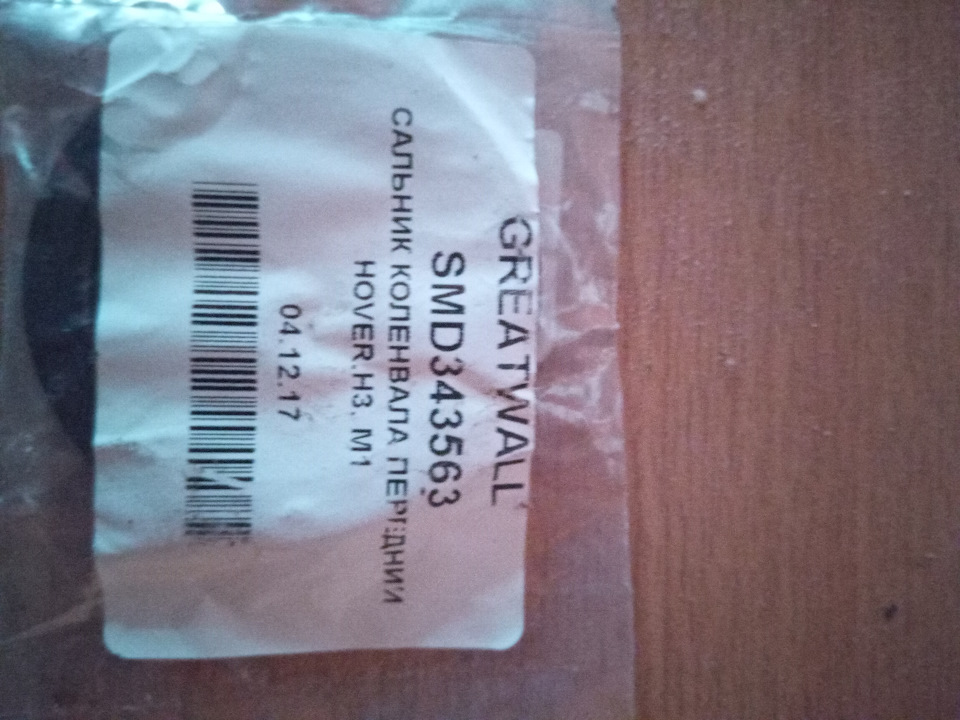 GREATWALL
SMD343563
САЛЬНИК КОЛЕНВАЛА ПЕРЕДНИЙ
HOVER.H3, M1
04.12.17